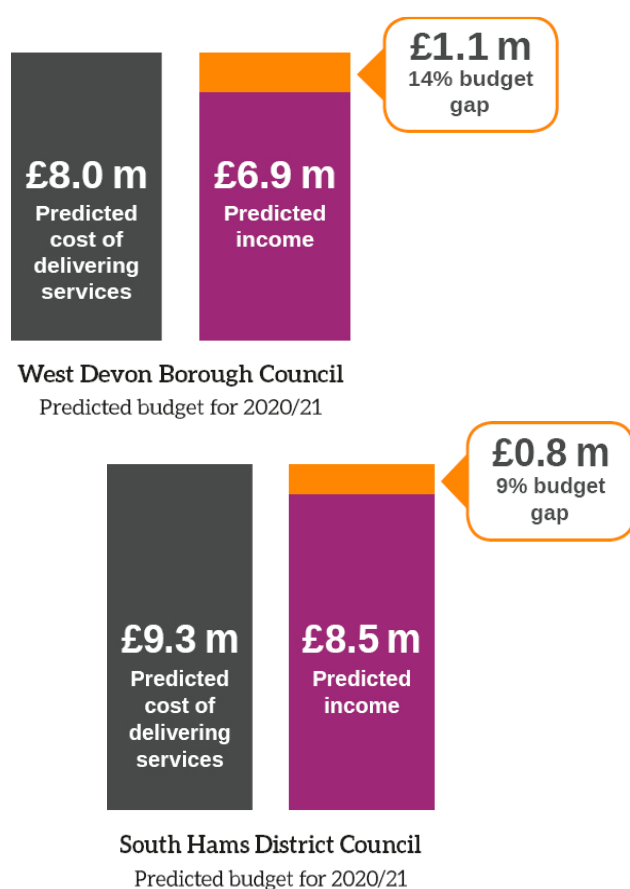 £1.1 m
14% budget
gap
£8.0 m
Predicted
cost of
delivering
services
£6.9 m
Predicted
income
West Devon Borough Council
Predicted budget for 2020/21
£0.8 m
9% budget
gap
£9.3 m
Predicted
cost of
delivering
services
£8.5 m
Predicted
income
South Hams District Council
Predicted budget for 2020/21